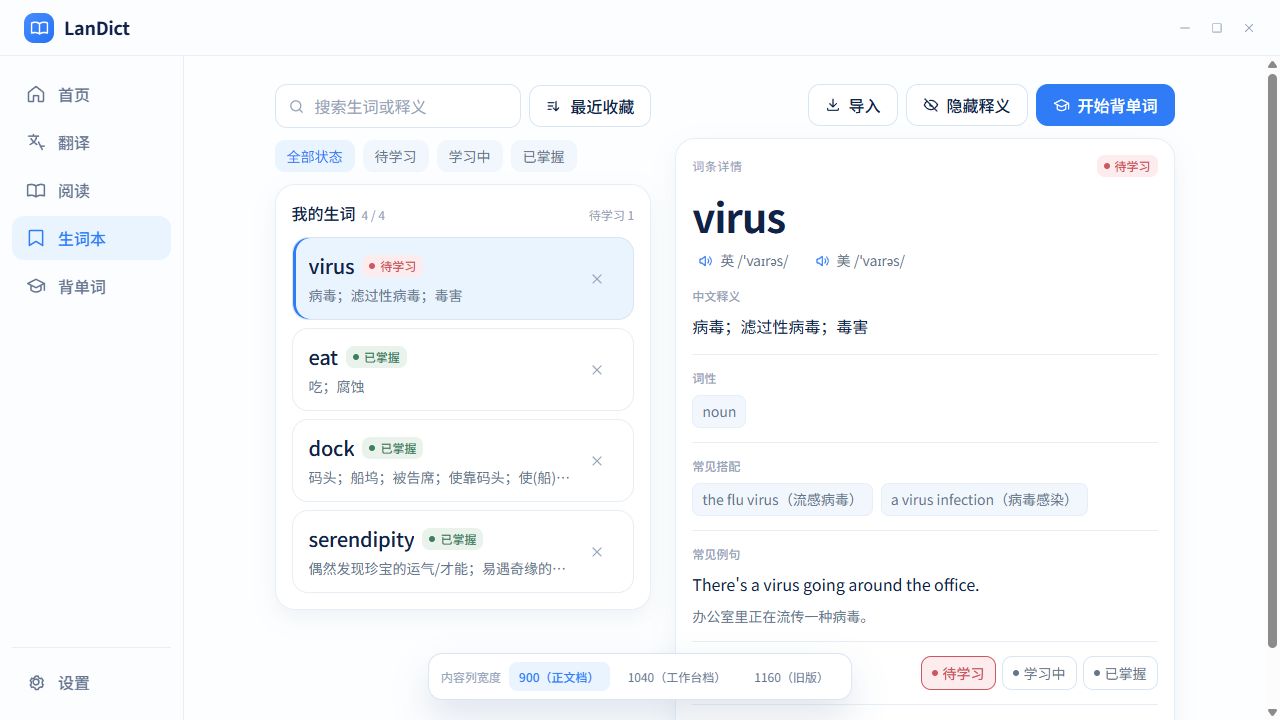 LanDict
首页
翻译
阅读
生词本
背单词
设置
搜索生词或释义
最近收藏
导入
隐藏释义
开始背单词
全部状态
待学习
学习中
已掌握
我的生词 4 / 4
待学习 1
virus 待学习
病毒；滤过性病毒；毒害
eat 已掌握
吃；腐蚀
dock 已掌握
码头；船坞；被告席；使靠码头；使(船)…
serendipity 已掌握
偶然发现珍宝的运气/才能；易遇奇缘的…
词条详情
待学习
virus
英 /ˈvaɪrəs/ 美 /ˈvaɪrəs/
中文释义
病毒；滤过性病毒；毒害
词性
noun
常见搭配
the flu virus（流感病毒）
a virus infection（病毒感染）
常见例句
There's a virus going around the office.
办公室里正在流传一种病毒。
待学习
学习中
已掌握
内容列宽度 900（正文档） 1040（工作台档） 1160（旧版）